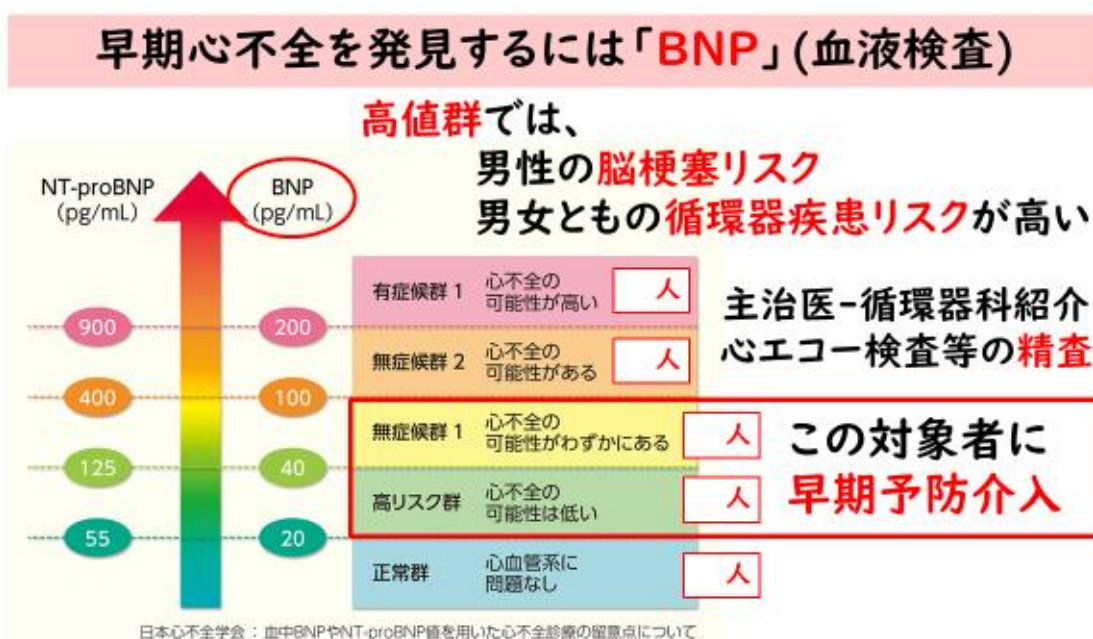 早期心不全を発見するには「BNP」(血液検査)
高値群では、
男性の脳梗塞リスク
男女ともの循環器疾患リスクが高い
NT-proBNP
(pg/mL)
BNP
(pg/mL)
900
200
400
100
125
40
55
20
有症候群 1
心不全の
可能性が高い
人
無症候群 2
心不全の
可能性がある
人
主治医-循環器科紹介
心エコー検査等の精査
無症候群 1
心不全の
可能性がわずかにある
人
高リスク群
心不全の
可能性は低い
人
この対象者に
早期予防介入
正常群
心血管系に
問題なし
人
日本心不全学会:血中BNPやNT-proBNP値を用いた心不全診療の留意点について